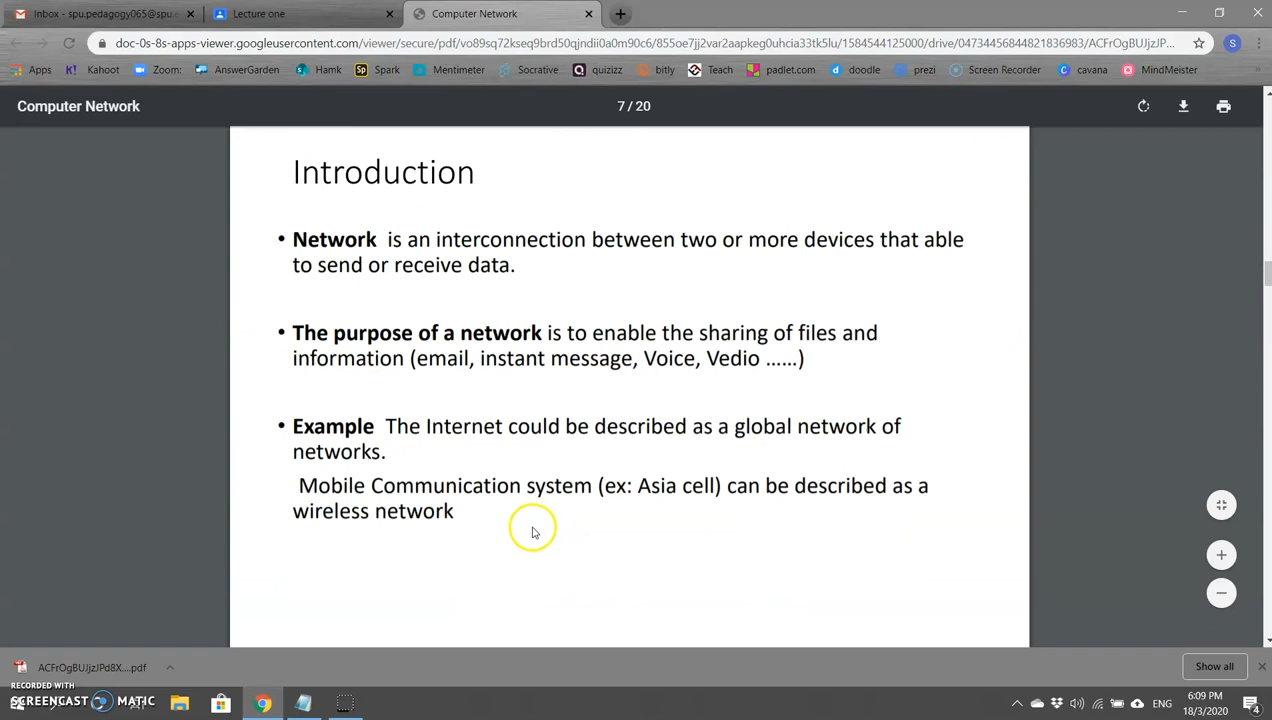 Inbox - spu.pedagogy065@spu.e
Lecture one
Computer Network
doc-0s-8s-apps-viewer.googleusercontent.com/viewer/secure/pdf/vo89sq72kseq9brd50qjndii0a0m90c6/855oe7jj2var2aapkeg0uhcia33tk5lu/1584544125000/drive/04734456844821836983/ACFrOgBUJjzJP...
S
Apps Kahoot Zoom: AnswerGarden Hamk Spark Mentimeter Socrative quizizz bitly Teach padlet.com doodle prezi Screen Recorder cavana MindMeister
Computer Network
7 / 20
Introduction
• Network is an interconnection between two or more devices that able
to send or receive data.
• The purpose of a network is to enable the sharing of files and
information (email, instant message, Voice, Vedio ......)
• Example The Internet could be described as a global network of
networks.
Mobile Communication system (ex: Asia cell) can be described as a
wireless network
ACFrOgBUJjzJPd8X....pdf
Show all
RECORDED WITH
SCREENCAST MATIC
ENG
6:09 PM
18/3/2020
4